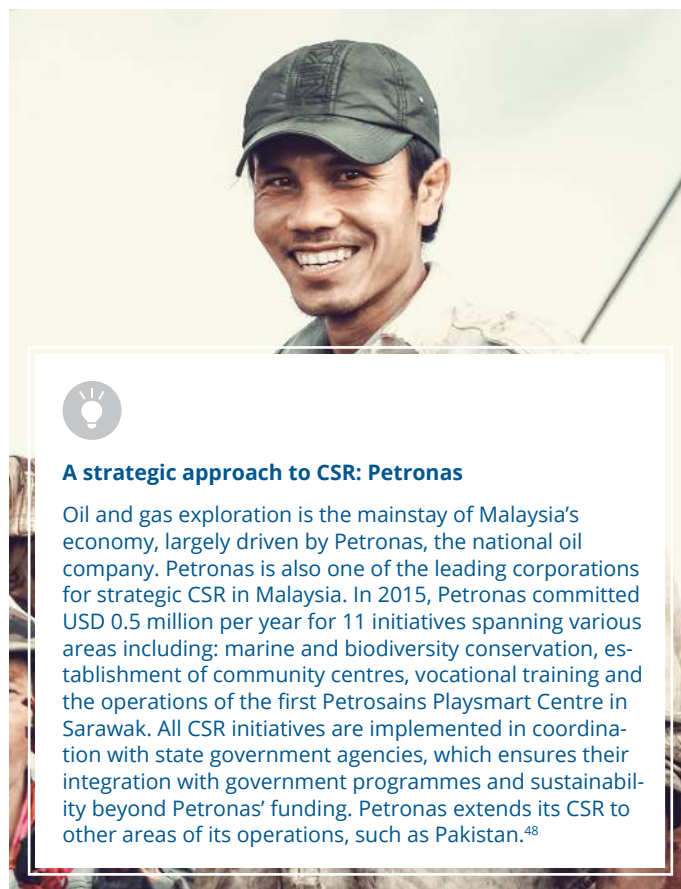 A strategic approach to CSR: Petronas
Oil and gas exploration is the mainstay of Malaysia’s
economy, largely driven by Petronas, the national oil
company. Petronas is also one of the leading corporations
for strategic CSR in Malaysia. In 2015, Petronas committed
USD 0.5 million per year for 11 initiatives spanning various
areas including: marine and biodiversity conservation, es-
tablishment of community centres, vocational training and
the operations of the first Petrosains Playsmart Centre in
Sarawak. All CSR initiatives are implemented in coordina-
tion with state government agencies, which ensures their
integration with government programmes and sustainabil-
ity beyond Petronas’ funding. Petronas extends its CSR to
other areas of its operations, such as Pakistan.⁴⁸